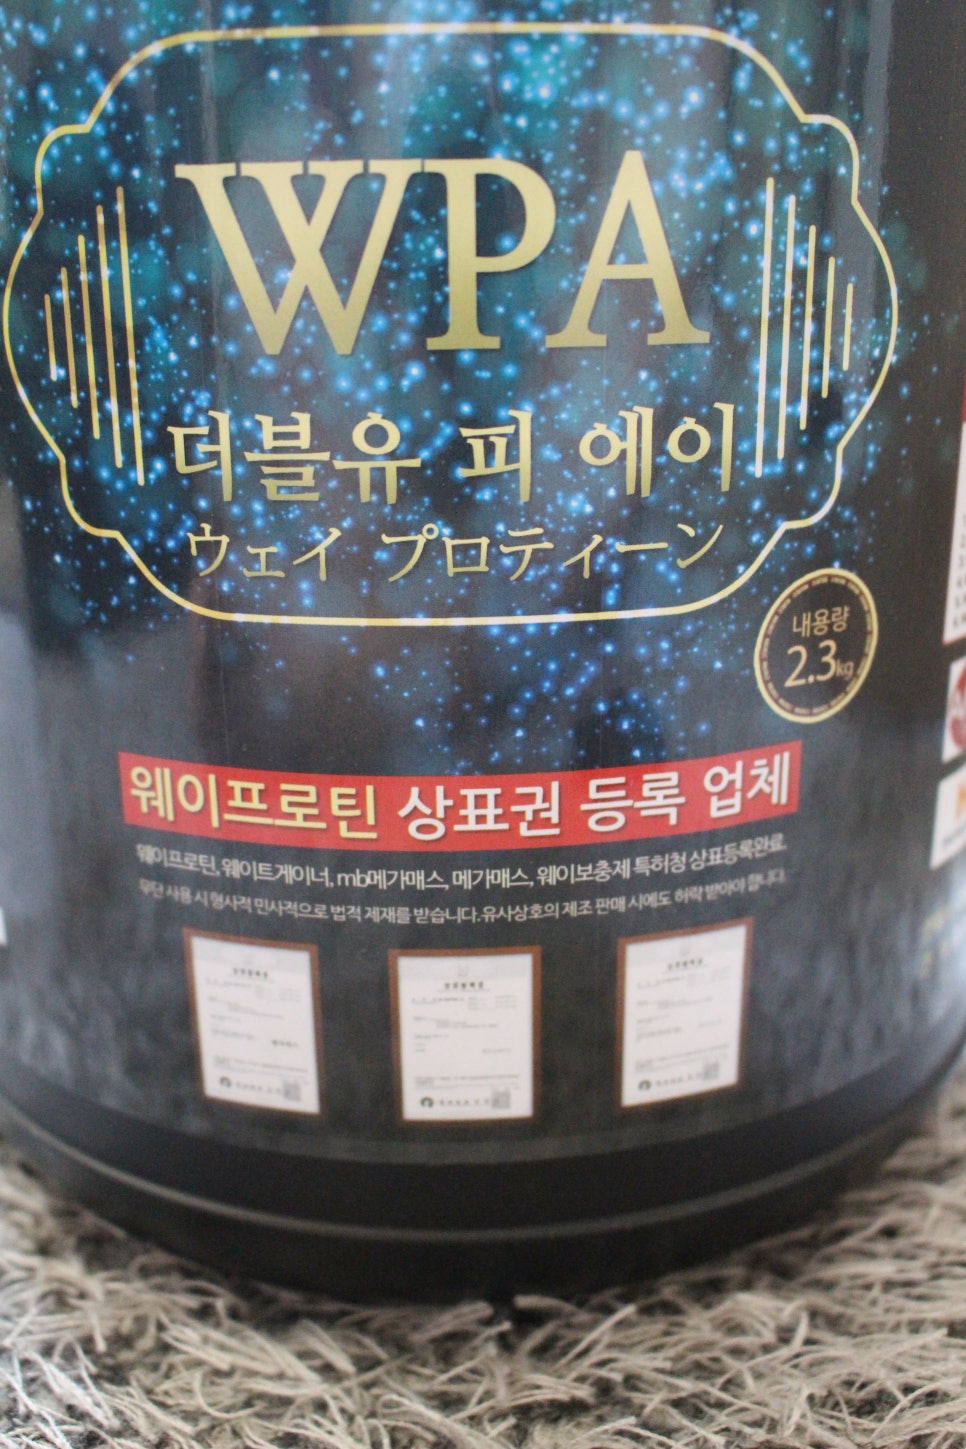 WPA
더블유 피 에이
ウェイ プロティーン
내용량
2.3kg
웨이프로틴 상표권 등록 업체
웨이프로틴, 웨이트게이너, mb메가매스, 메가매스, 웨이보충제 특허청 상표등록완료.
무단 사용 시 형사적 민사적으로 법적 제재를 받습니다. 유사상호의 제조 판매 시에도 허락 받아야 합니다.